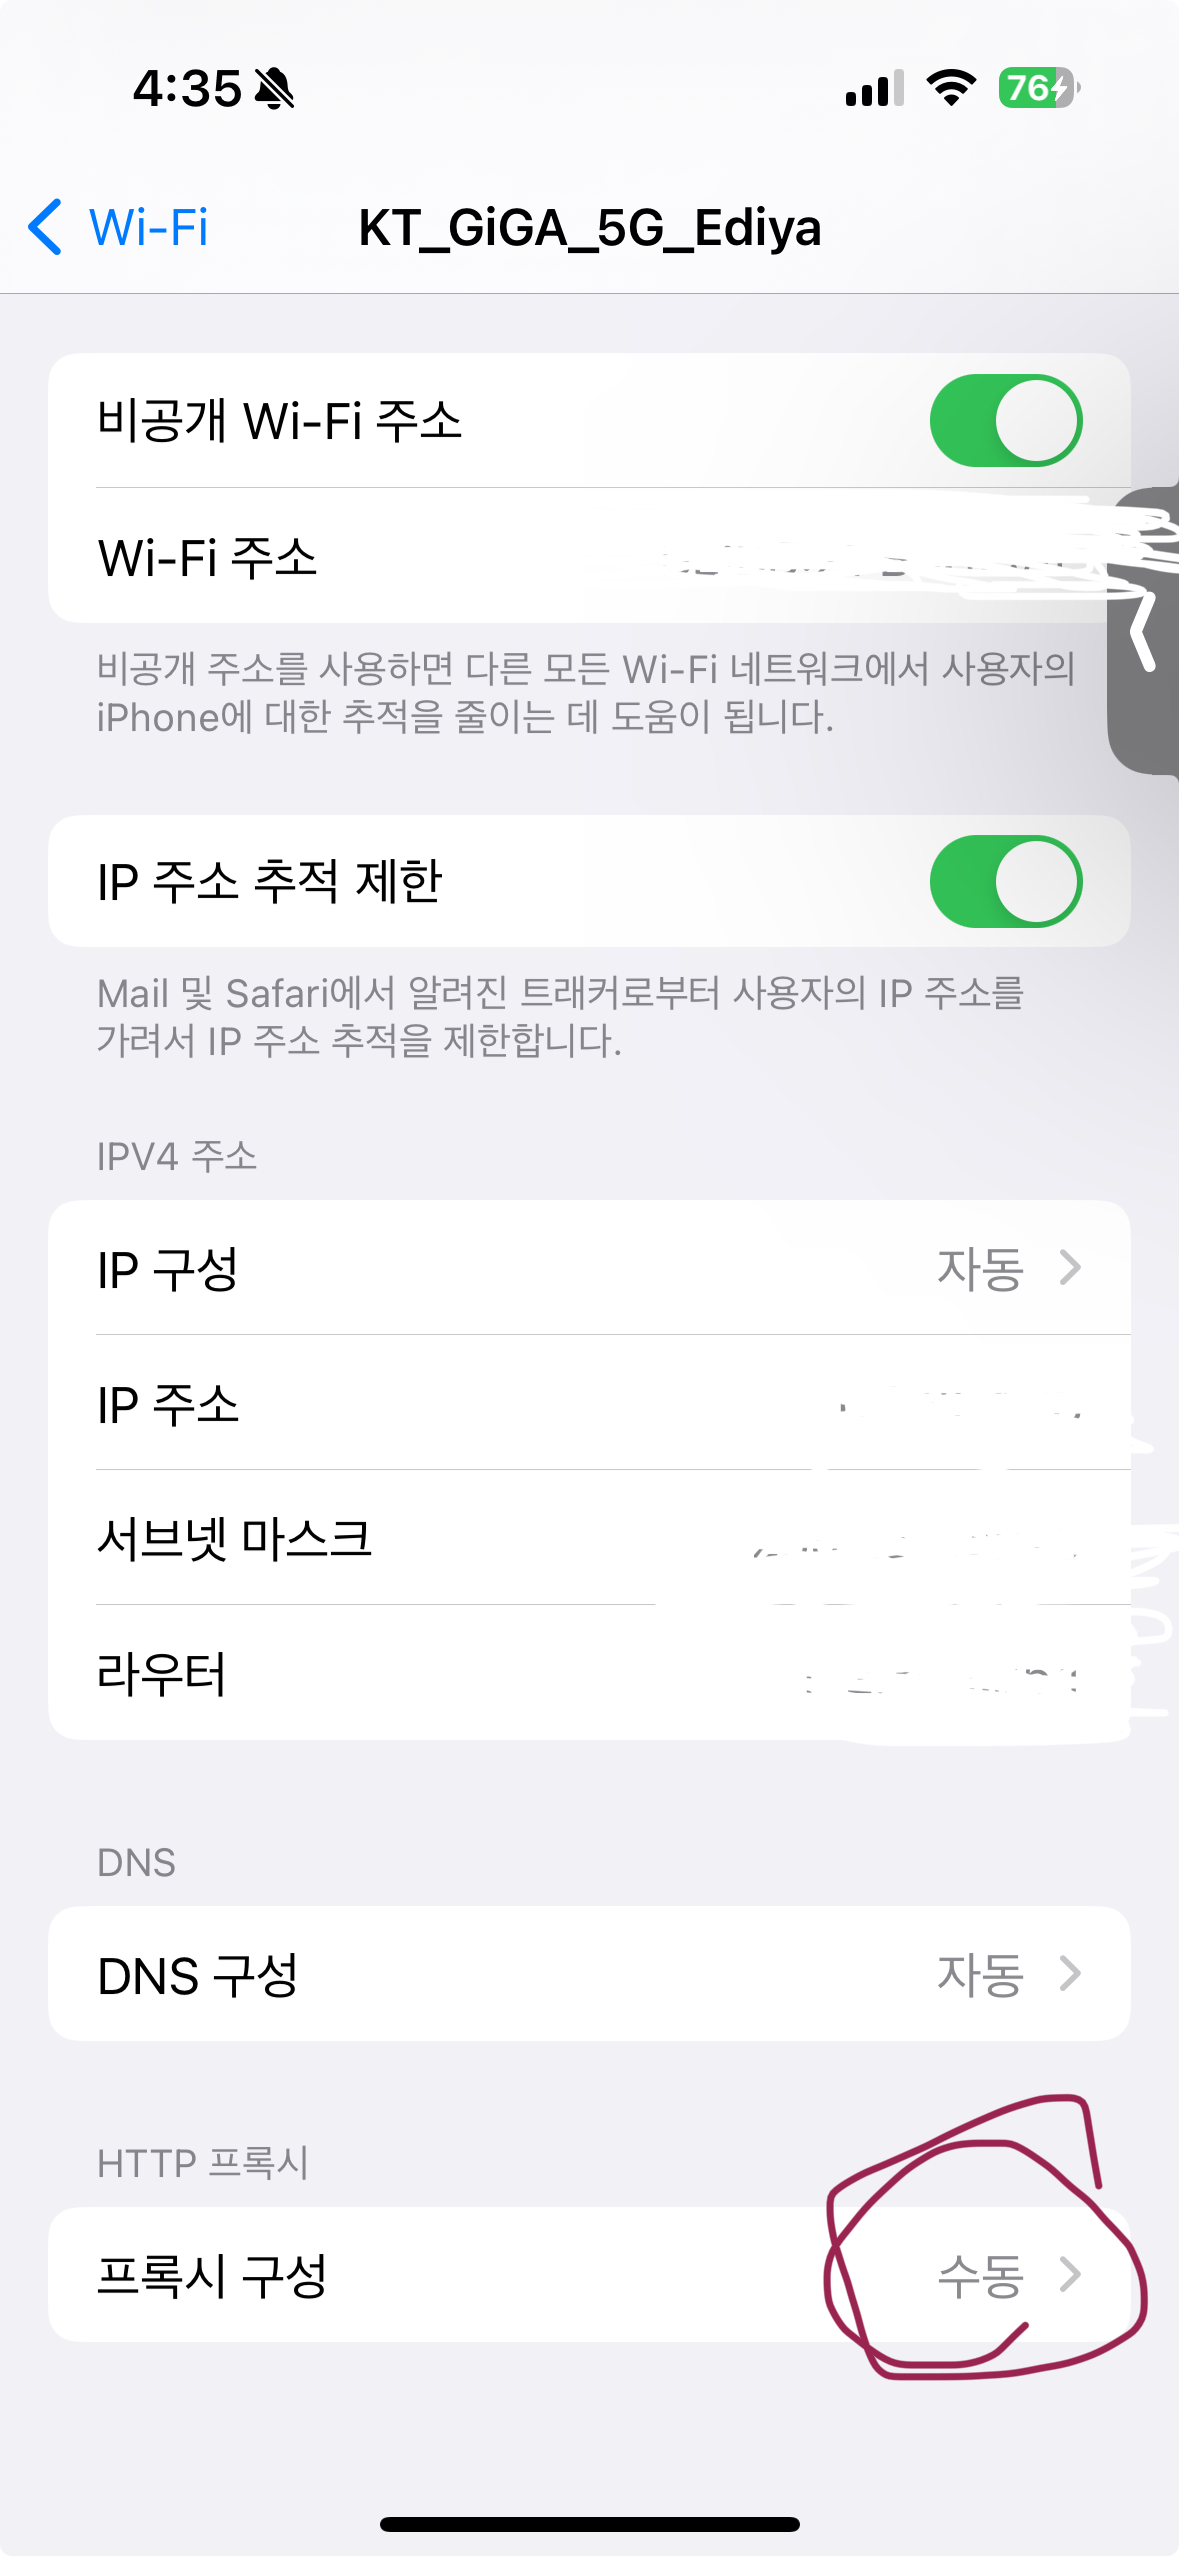 4:35
76
Wi-Fi
KT_GiGA_5G_Ediya
비공개 Wi-Fi 주소
Wi-Fi 주소
비공개 주소를 사용하면 다른 모든 Wi-Fi 네트워크에서 사용자의
iPhone에 대한 추적을 줄이는 데 도움이 됩니다.
IP 주소 추적 제한
Mail 및 Safari에서 알려진 트래커로부터 사용자의 IP 주소를
가려서 IP 주소 추적을 제한합니다.
IPV4 주소
IP 구성 자동
IP 주소
서브넷 마스크
라우터
DNS
DNS 구성 자동
HTTP 프록시
프록시 구성 수동